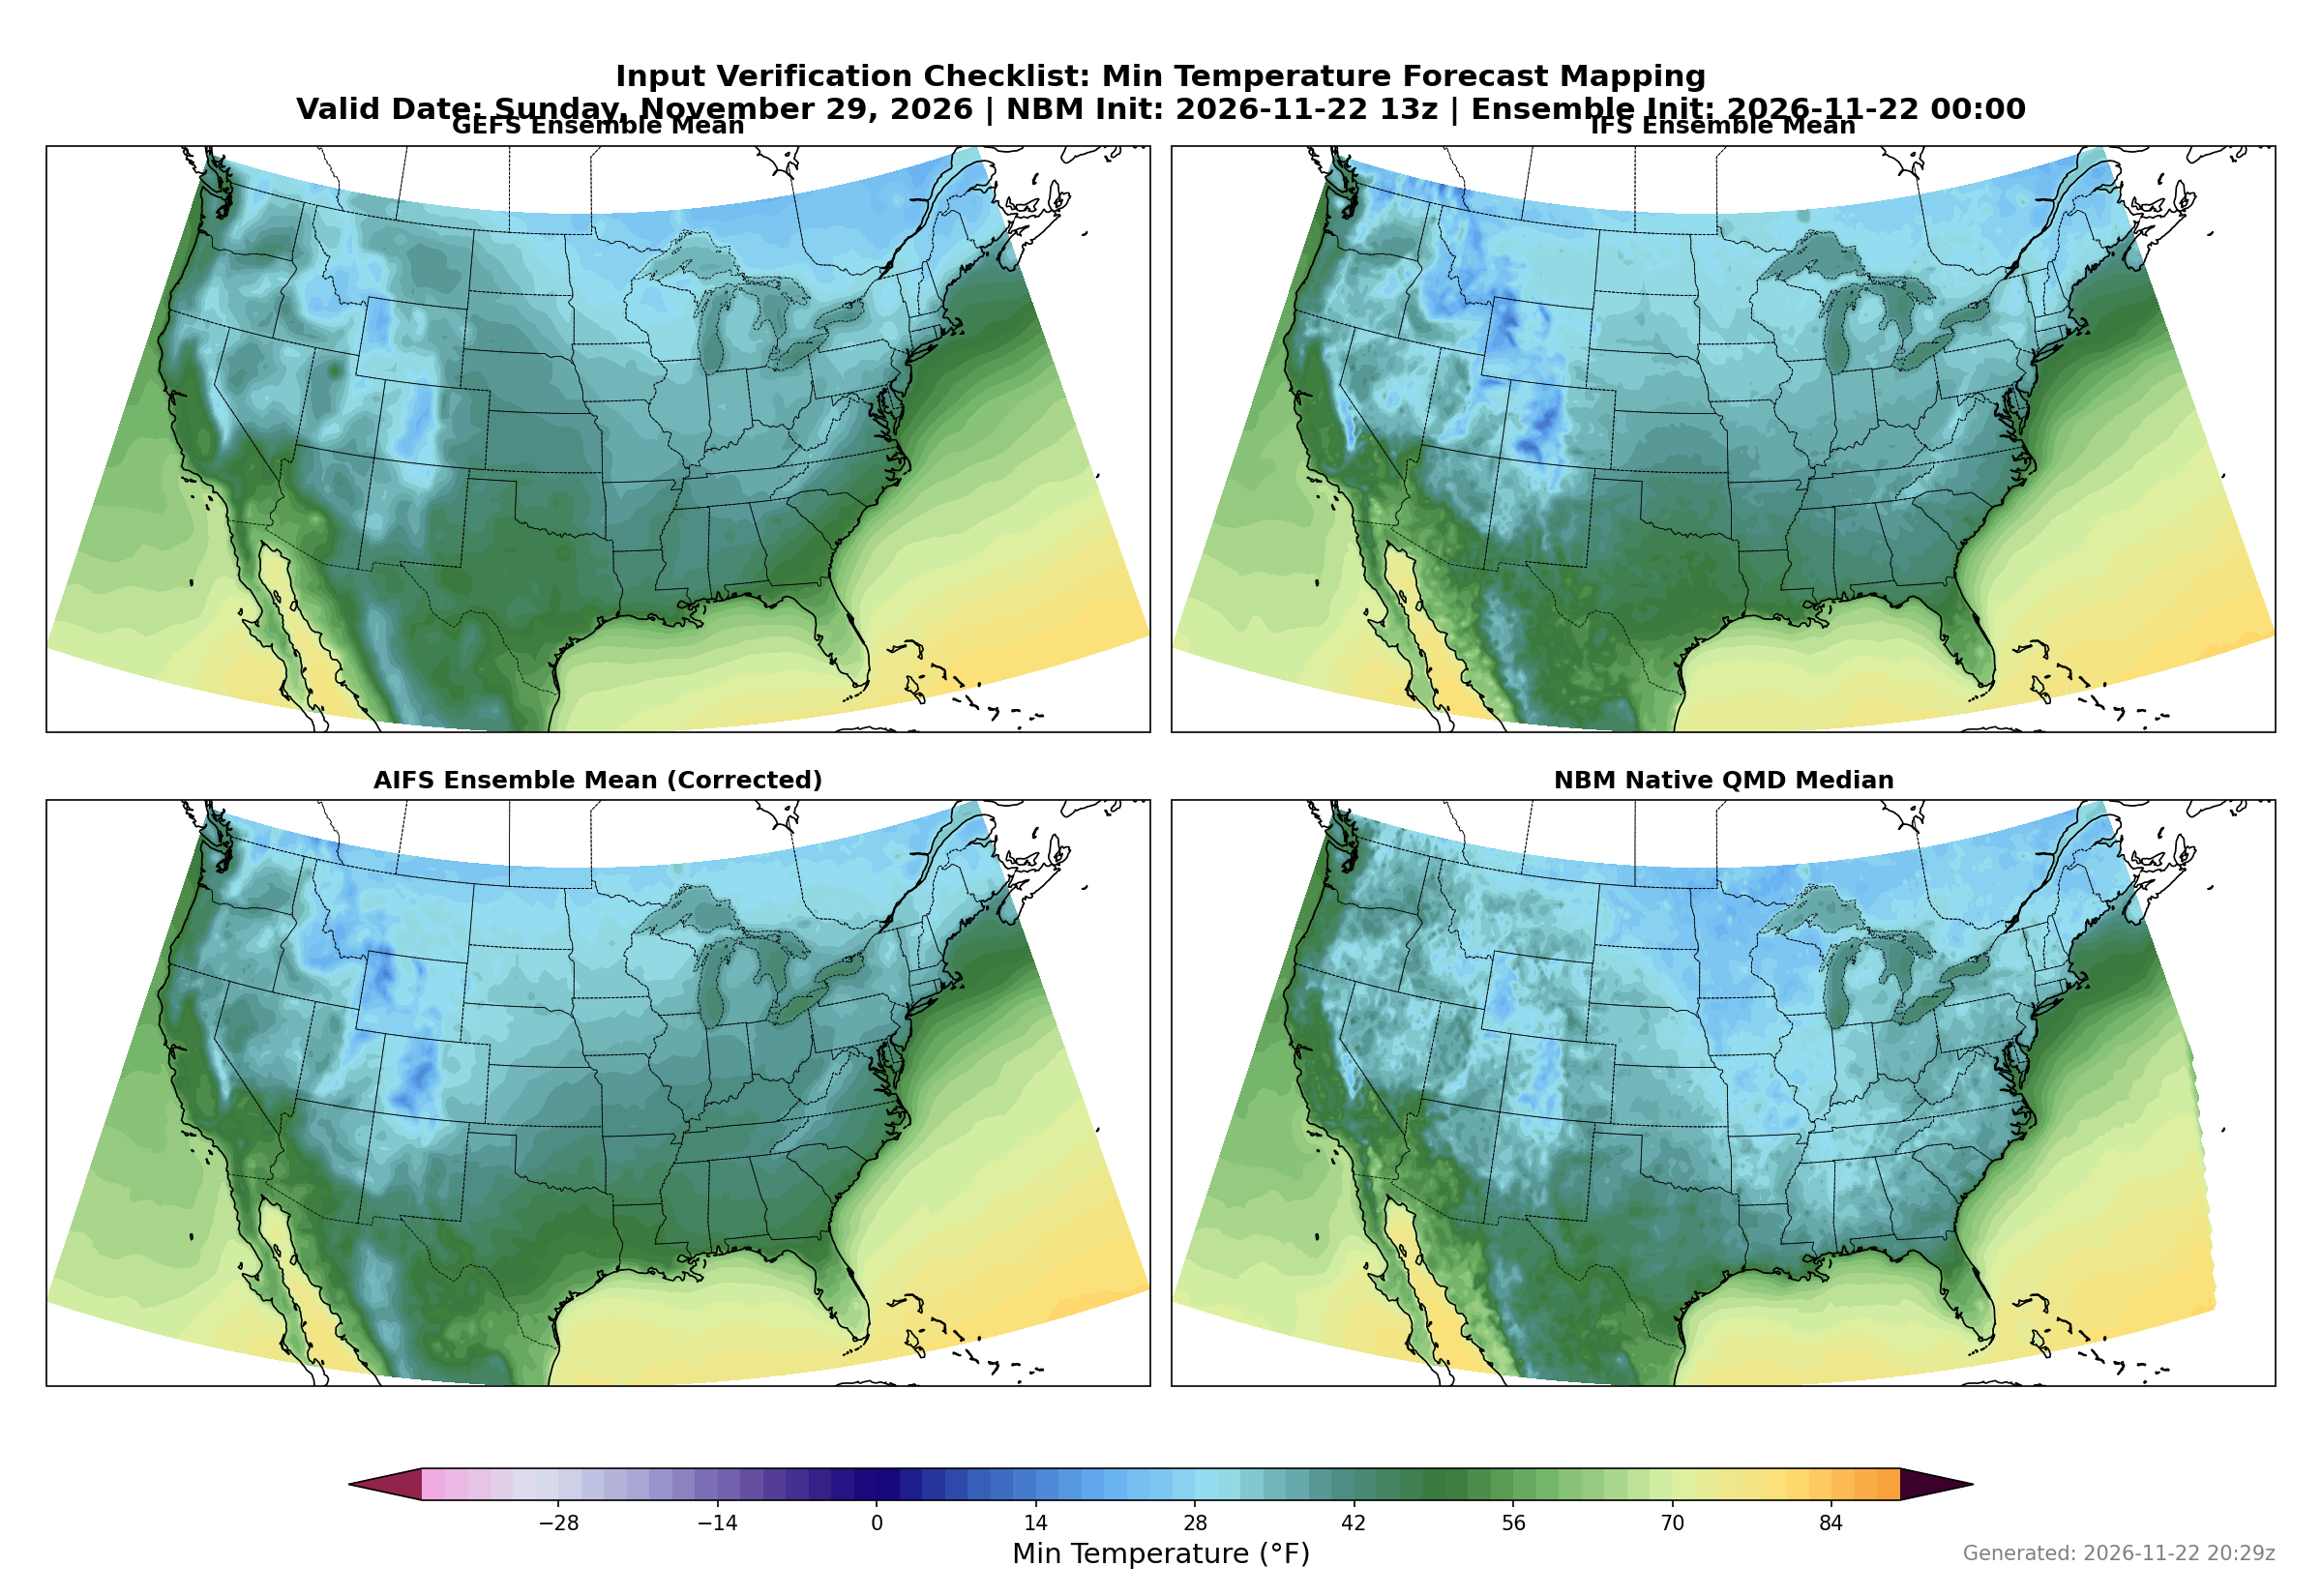 Input Verification Checklist: Min Temperature Forecast Mapping
Valid Date: Sunday, November 29, 2026 | NBM Init: 2026-11-22 13z | Ensemble Init: 2026-11-22 00:00
GEFS Ensemble Mean
IFS Ensemble Mean
AIFS Ensemble Mean (Corrected)
NBM Native QMD Median
−28 −14 0 14 28 42 56 70 84
Min Temperature (°F)
Generated: 2026-11-22 20:29z